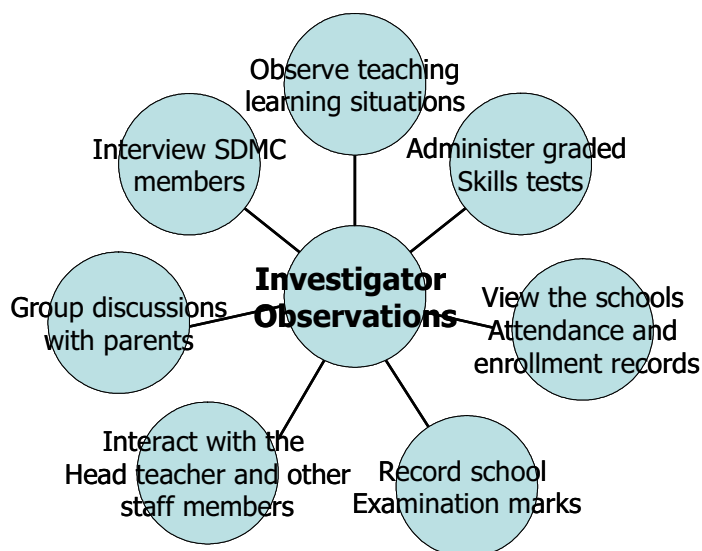 Observe teaching
learning situations
Interview SDMC
members
Administer graded
Skills tests
Investigator
Observations
Group discussions
with parents
View the schools
Attendance and
enrollment records
Interact with the
Head teacher and other
staff members
Record school
Examination marks